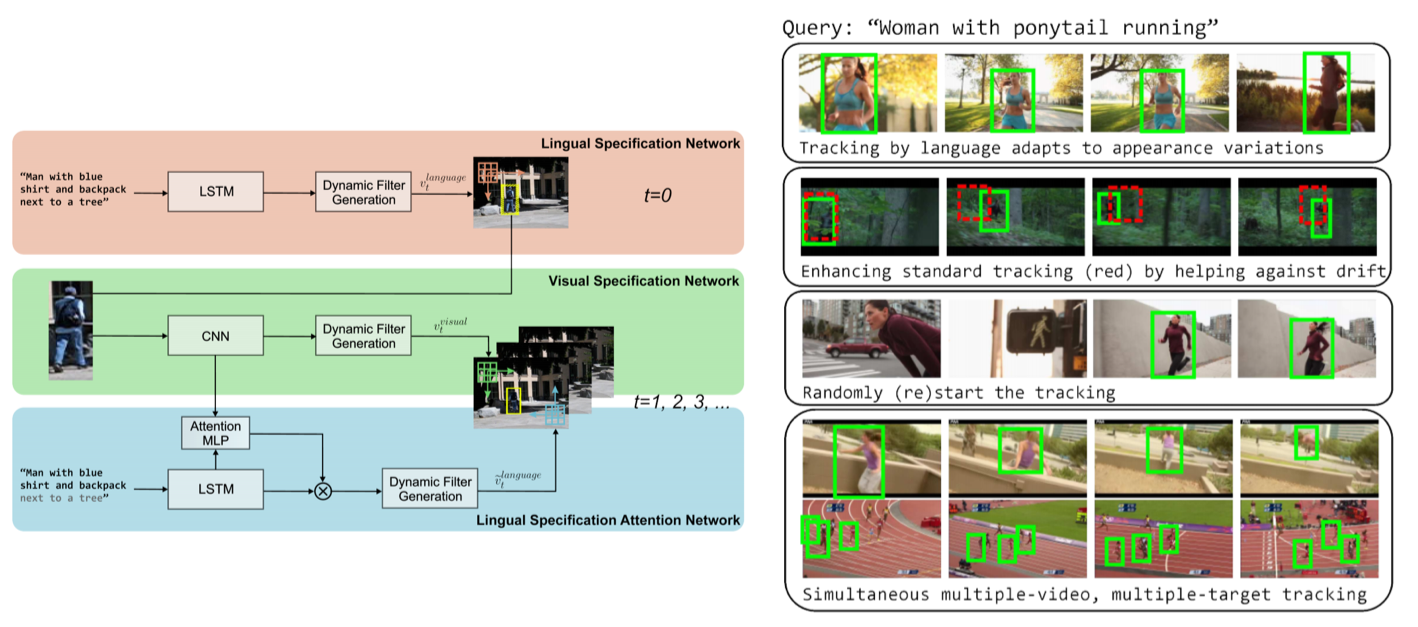 Lingual Specification Network
“Man with blue
shirt and backpack
next to a tree”
LSTM
Dynamic Filter
Generation
v_t^{language}
t=0
Visual Specification Network
CNN
Dynamic Filter
Generation
v_t^{visual}
t=1, 2, 3, ...
Attention
MLP
“Man with blue
shirt and backpack
next to a tree”
LSTM
Dynamic Filter
Generation
ṽ_t^{language}
Lingual Specification Attention Network
Query: “Woman with ponytail running”
Tracking by language adapts to appearance variations
Enhancing standard tracking (red) by helping against drift
Randomly (re)start the tracking
Simultaneous multiple-video, multiple-target tracking